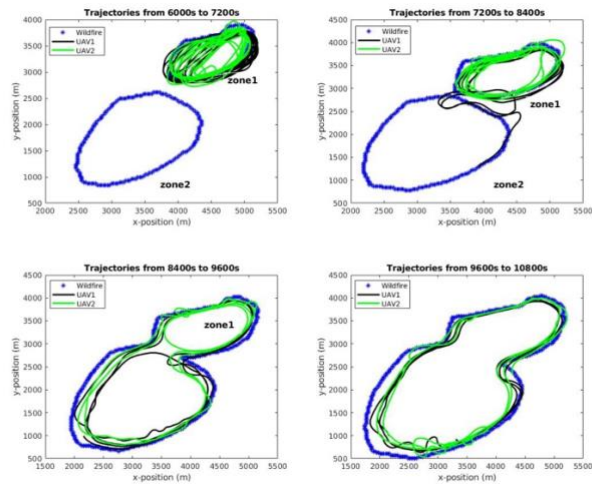 Trajectories from 6000s to 7200s
4000
3500
3000
2500
2000
1500
1000
500
2000 2500 3000 3500 4000 4500 5000 5500
x-position (m)
y-position (m)
Wildfire
UAV1
UAV2
zone1
zone2
Trajectories from 7200s to 8400s
4500
4000
3500
3000
2500
2000
1500
1000
500
2000 2500 3000 3500 4000 4500 5000 5500
x-position (m)
y-position (m)
Wildfire
UAV1
UAV2
zone1
zone2
Trajectories from 8400s to 9600s
4500
4000
3500
3000
2500
2000
1500
1000
500
1500 2000 2500 3000 3500 4000 4500 5000 5500
x-position (m)
y-position (m)
Wildfire
UAV1
UAV2
zone1
Trajectories from 9600s to 10800s
4500
4000
3500
3000
2500
2000
1500
1000
500
1500 2000 2500 3000 3500 4000 4500 5000 5500
x-position (m)
y-position (m)
Wildfire
UAV1
UAV2